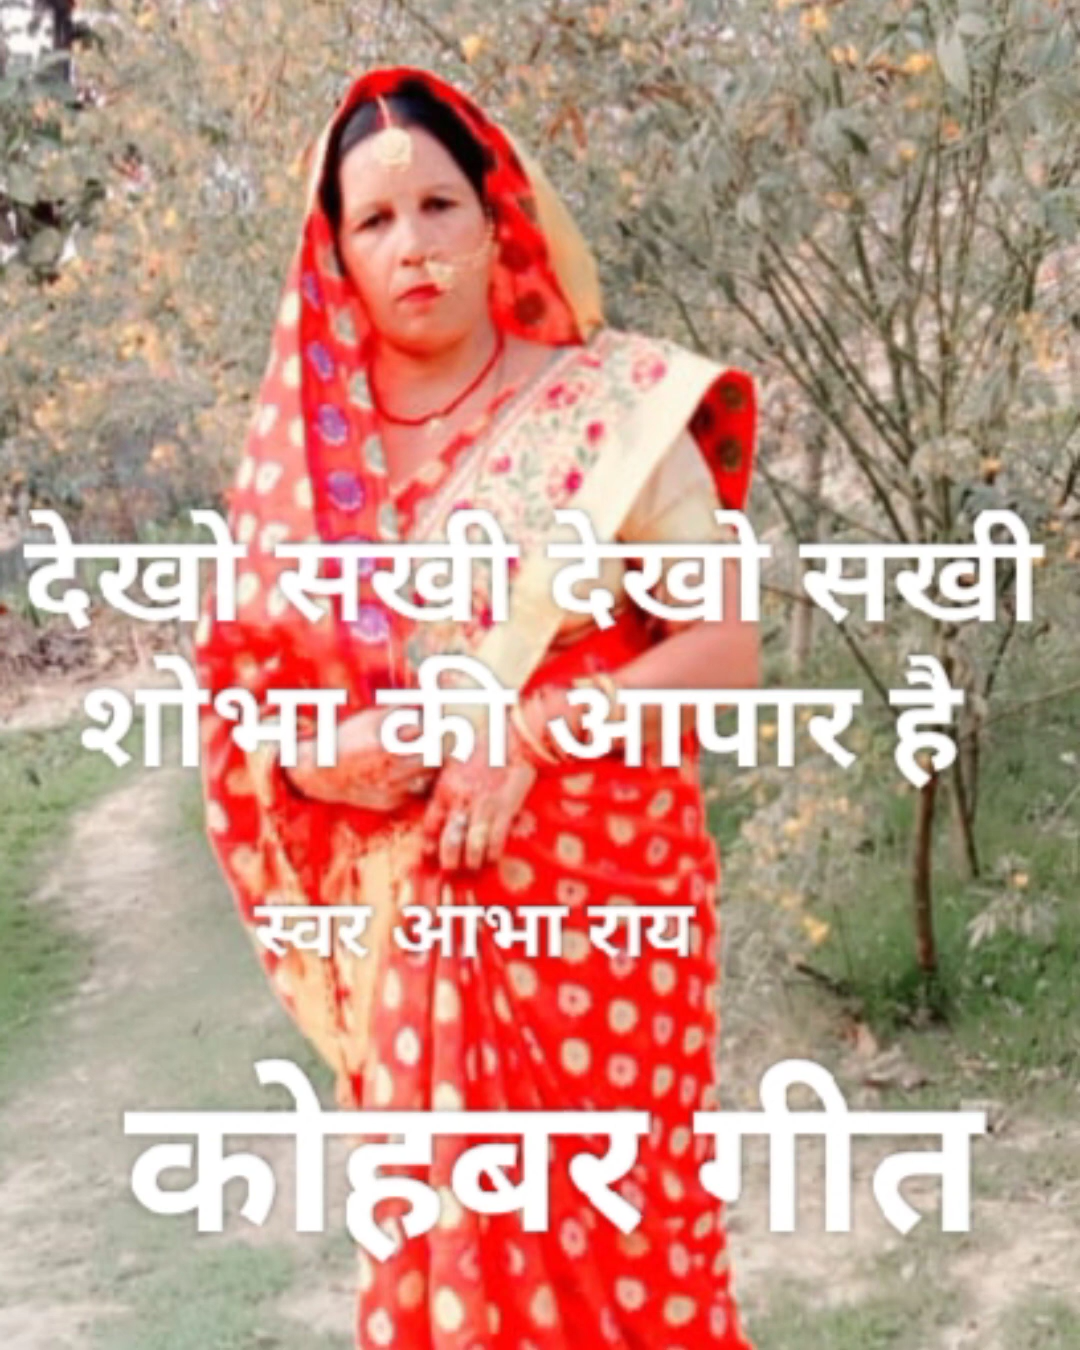 देखो सखी देखो सखी
शोभा की आपार है
स्वर आभा राय
कोहबर गीत